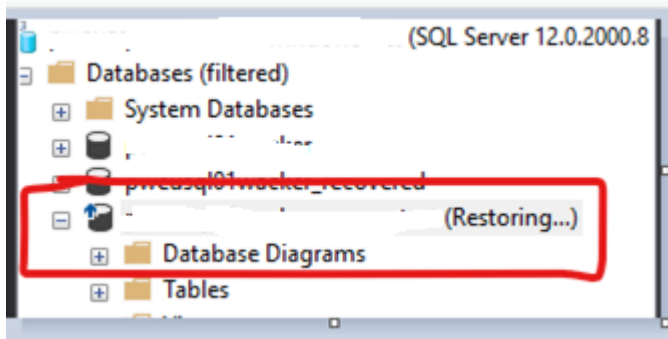 (SQL Server 12.0.2000.8
Databases (filtered)
System Databases
(Restoring...)
Database Diagrams
Tables